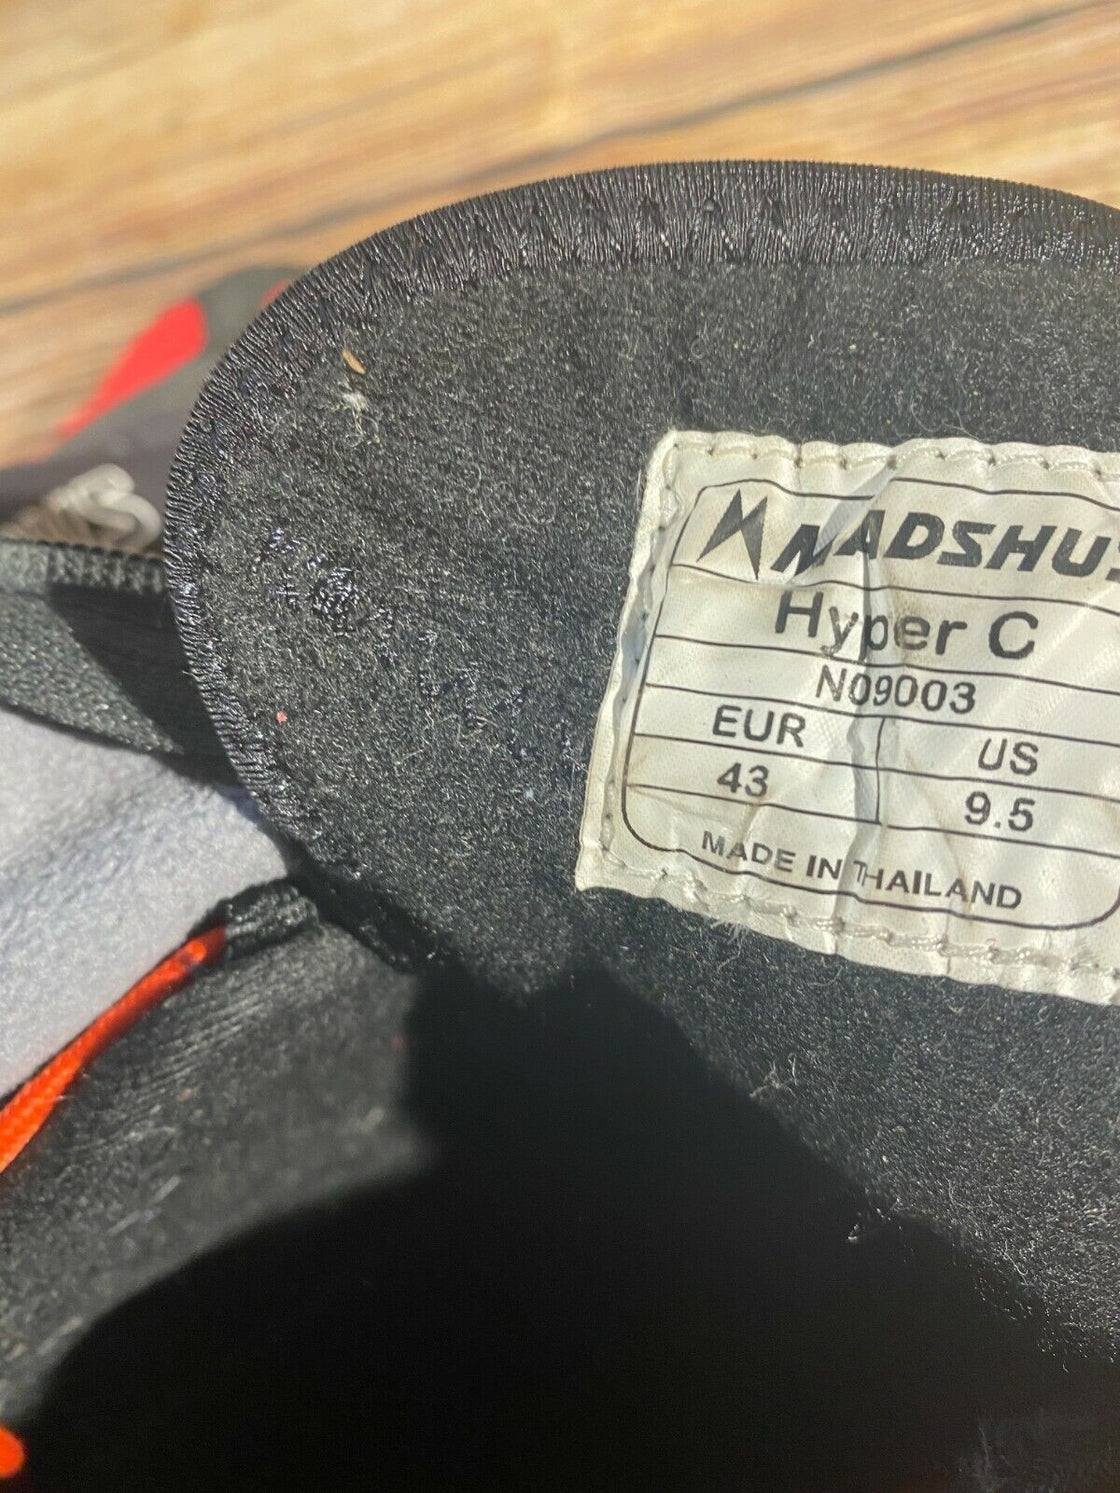 MADSHUS
Hyper C
N09003
EUR US
43 9.5
MADE IN THAILAND